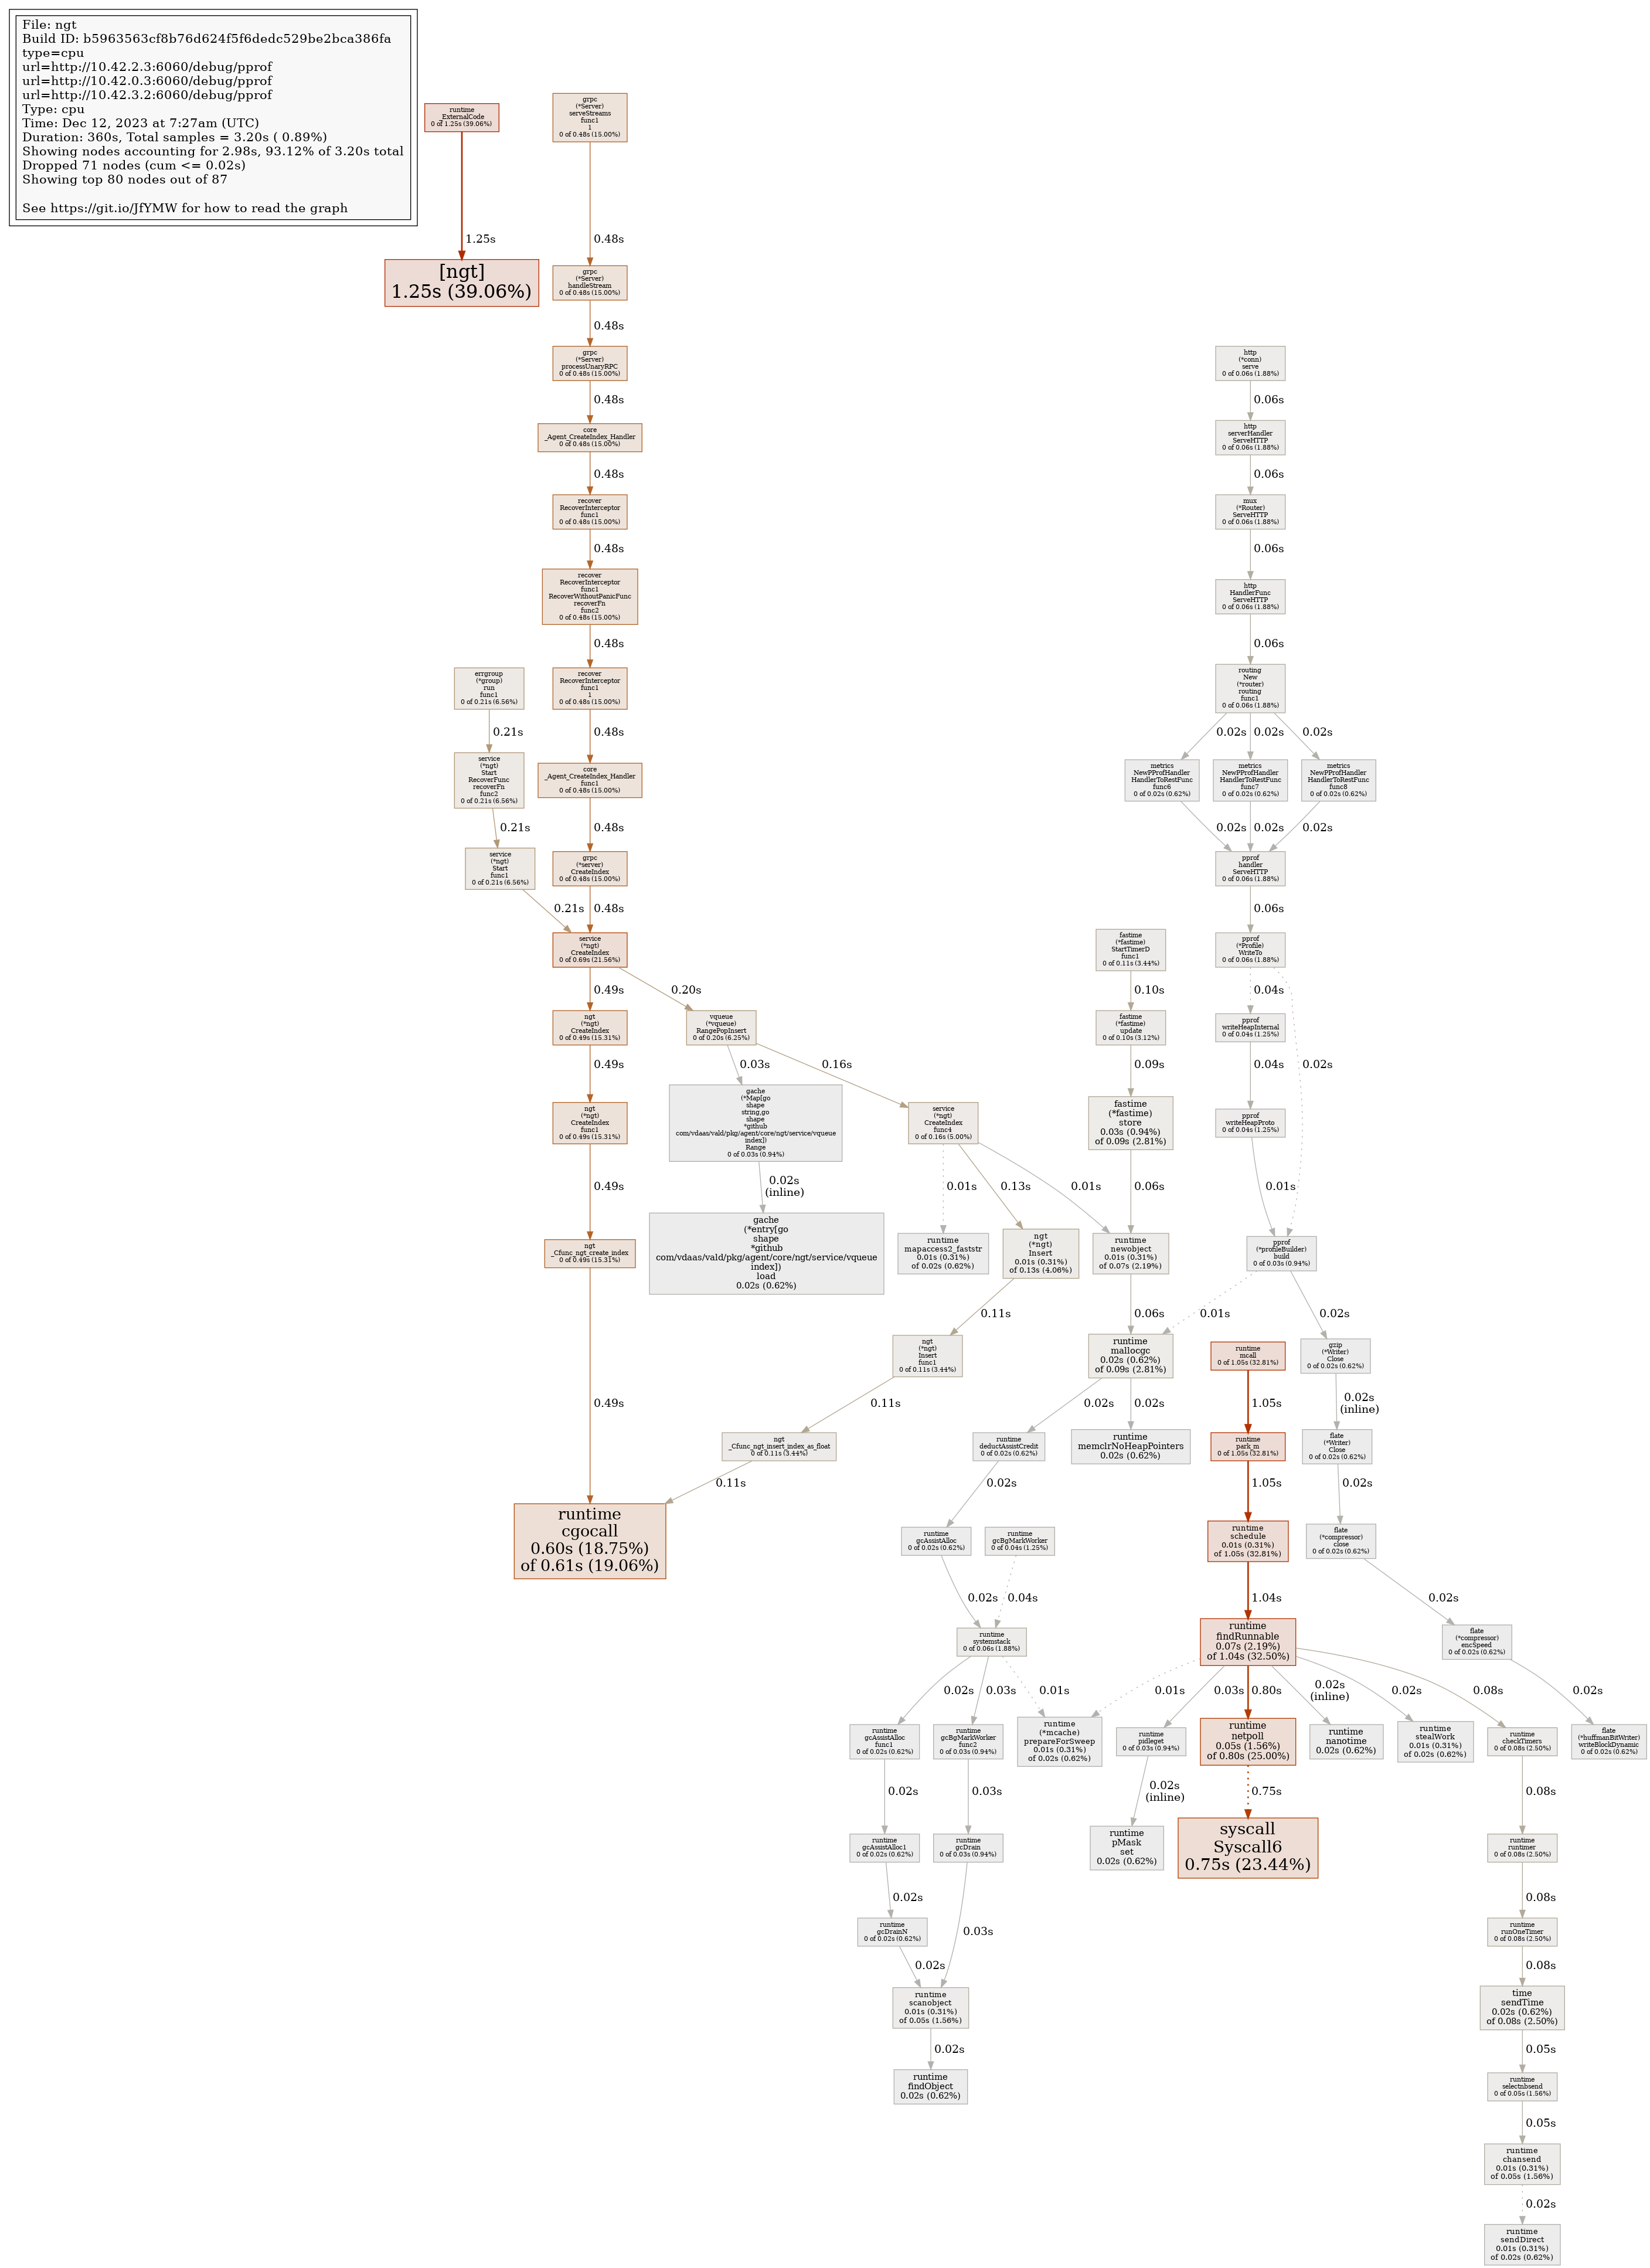 File: ngt
Build ID: b5963563cf8b76d624f5f6dedc529be2bca386fa
type=cpu
url=http://10.42.2.3:6060/debug/pprof
url=http://10.42.0.3:6060/debug/pprof
url=http://10.42.3.2:6060/debug/pprof
Type: cpu
Time: Dec 12, 2023 at 7:27am (UTC)
Duration: 360s, Total samples = 3.20s ( 0.89%)
Showing nodes accounting for 2.98s, 93.12% of 3.20s total
Dropped 71 nodes (cum <= 0.02s)
Showing top 80 nodes out of 87
See https://git.io/JfYMW for how to read the graph
runtime
_ExternalCode
0 of 1.25s (39.06%)
1.25s
[ngt]
1.25s (39.06%)
grpc
(*Server)
serveStreams
func1
1
0 of 0.48s (15.00%)
0.48s
grpc
(*Server)
handleStream
0 of 0.48s (15.00%)
0.48s
grpc
(*Server)
processUnaryRPC
0 of 0.48s (15.00%)
0.48s
core
_Agent_CreateIndex_Handler
0 of 0.48s (15.00%)
0.48s
recover
RecoverInterceptor
func1
0 of 0.48s (15.00%)
0.48s
recover
RecoverInterceptor
func1
RecoverWithoutPanicFunc
recoverFn
func2
0 of 0.48s (15.00%)
0.48s
recover
RecoverInterceptor
func1
1
0 of 0.48s (15.00%)
0.48s
core
_Agent_CreateIndex_Handler
func1
0 of 0.48s (15.00%)
0.48s
grpc
(*server)
CreateIndex
0 of 0.48s (15.00%)
0.48s
errgroup
(*group)
run
func1
0 of 0.21s (6.56%)
0.21s
service
(*ngt)
Start
RecoverFunc
recoverFn
func2
0 of 0.21s (6.56%)
0.21s
service
(*ngt)
Start
func1
0 of 0.21s (6.56%)
0.21s
service
(*ngt)
CreateIndex
0 of 0.69s (21.56%)
0.49s
0.20s
ngt
(*ngt)
CreateIndex
0 of 0.49s (15.31%)
0.49s
ngt
(*ngt)
CreateIndex
func1
0 of 0.49s (15.31%)
0.49s
ngt
_Cfunc_ngt_create_index
0 of 0.49s (15.31%)
0.49s
vqueue
(*vqueue)
RangePopInsert
0 of 0.20s (6.25%)
0.03s
0.16s
gache
(*Map[go
shape
string,go
shape
*github
com/vdaas/vald/pkg/agent/core/ngt/service/vqueue
index])
Range
0 of 0.03s (0.94%)
0.02s
(inline)
gache
(*entry[go
shape
*github
com/vdaas/vald/pkg/agent/core/ngt/service/vqueue
index])
load
0.02s (0.62%)
service
(*ngt)
CreateIndex
func4
0 of 0.16s (5.00%)
0.01s
0.13s
0.01s
runtime
mapaccess2_faststr
0.01s (0.31%)
of 0.02s (0.62%)
ngt
(*ngt)
Insert
0.01s (0.31%)
of 0.13s (4.06%)
0.11s
ngt
(*ngt)
Insert
func1
0 of 0.11s (3.44%)
0.11s
ngt
_Cfunc_ngt_insert_index_as_float
0 of 0.11s (3.44%)
0.11s
runtime
cgocall
0.60s (18.75%)
of 0.61s (19.06%)
fastime
(*fastime)
StartTimerD
func1
0 of 0.11s (3.44%)
0.10s
fastime
(*fastime)
update
0 of 0.10s (3.12%)
0.09s
fastime
(*fastime)
store
0.03s (0.94%)
of 0.09s (2.81%)
0.06s
runtime
newobject
0.01s (0.31%)
of 0.07s (2.19%)
0.06s
runtime
mallocgc
0.02s (0.62%)
of 0.09s (2.81%)
0.02s
0.02s
runtime
deductAssistCredit
0 of 0.02s (0.62%)
0.02s
runtime
memclrNoHeapPointers
0.02s (0.62%)
runtime
gcAssistAlloc
0 of 0.02s (0.62%)
0.02s
runtime
gcBgMarkWorker
0 of 0.04s (1.25%)
0.04s
runtime
systemstack
0 of 0.06s (1.88%)
0.02s
0.03s
0.01s
runtime
gcAssistAlloc
func1
0 of 0.02s (0.62%)
0.02s
runtime
gcBgMarkWorker
func2
0 of 0.03s (0.94%)
0.03s
runtime
(*mcache)
prepareForSweep
0.01s (0.31%)
of 0.02s (0.62%)
runtime
gcAssistAlloc1
0 of 0.02s (0.62%)
0.02s
runtime
gcDrain
0 of 0.03s (0.94%)
0.03s
runtime
gcDrainN
0 of 0.02s (0.62%)
0.02s
runtime
scanobject
0.01s (0.31%)
of 0.05s (1.56%)
0.02s
runtime
findObject
0.02s (0.62%)
http
(*conn)
serve
0 of 0.06s (1.88%)
0.06s
http
serverHandler
ServeHTTP
0 of 0.06s (1.88%)
0.06s
mux
(*Router)
ServeHTTP
0 of 0.06s (1.88%)
0.06s
http
HandlerFunc
ServeHTTP
0 of 0.06s (1.88%)
0.06s
routing
New
(*router)
routing
func1
0 of 0.06s (1.88%)
0.02s
0.02s
0.02s
metrics
NewPProfHandler
HandlerToRestFunc
func6
0 of 0.02s (0.62%)
0.02s
metrics
NewPProfHandler
HandlerToRestFunc
func7
0 of 0.02s (0.62%)
0.02s
metrics
NewPProfHandler
HandlerToRestFunc
func8
0 of 0.02s (0.62%)
0.02s
pprof
handler
ServeHTTP
0 of 0.06s (1.88%)
0.06s
pprof
(*Profile)
WriteTo
0 of 0.06s (1.88%)
0.04s
0.02s
pprof
writeHeapInternal
0 of 0.04s (1.25%)
0.04s
pprof
writeHeapProto
0 of 0.04s (1.25%)
0.01s
pprof
(*profileBuilder)
build
0 of 0.03s (0.94%)
0.01s
0.02s
gzip
(*Writer)
Close
0 of 0.02s (0.62%)
0.02s
(inline)
flate
(*Writer)
Close
0 of 0.02s (0.62%)
0.02s
flate
(*compressor)
close
0 of 0.02s (0.62%)
0.02s
flate
(*compressor)
encSpeed
0 of 0.02s (0.62%)
0.02s
flate
(*huffmanBitWriter)
writeBlockDynamic
0 of 0.02s (0.62%)
runtime
mcall
0 of 1.05s (32.81%)
1.05s
runtime
park_m
0 of 1.05s (32.81%)
1.05s
runtime
schedule
0.01s (0.31%)
of 1.05s (32.81%)
1.04s
runtime
findRunnable
0.07s (2.19%)
of 1.04s (32.50%)
0.01s
0.03s
0.80s
0.02s
(inline)
0.02s
0.08s
runtime
pidleget
0 of 0.03s (0.94%)
0.02s
(inline)
runtime
pMask
set
0.02s (0.62%)
runtime
netpoll
0.05s (1.56%)
of 0.80s (25.00%)
0.75s
syscall
Syscall6
0.75s (23.44%)
runtime
nanotime
0.02s (0.62%)
runtime
stealWork
0.01s (0.31%)
of 0.02s (0.62%)
runtime
checkTimers
0 of 0.08s (2.50%)
0.08s
runtime
runtimer
0 of 0.08s (2.50%)
0.08s
runtime
runOneTimer
0 of 0.08s (2.50%)
0.08s
time
sendTime
0.02s (0.62%)
of 0.08s (2.50%)
0.05s
runtime
selectnbsend
0 of 0.05s (1.56%)
0.05s
runtime
chansend
0.01s (0.31%)
of 0.05s (1.56%)
0.02s
runtime
sendDirect
0.01s (0.31%)
of 0.02s (0.62%)